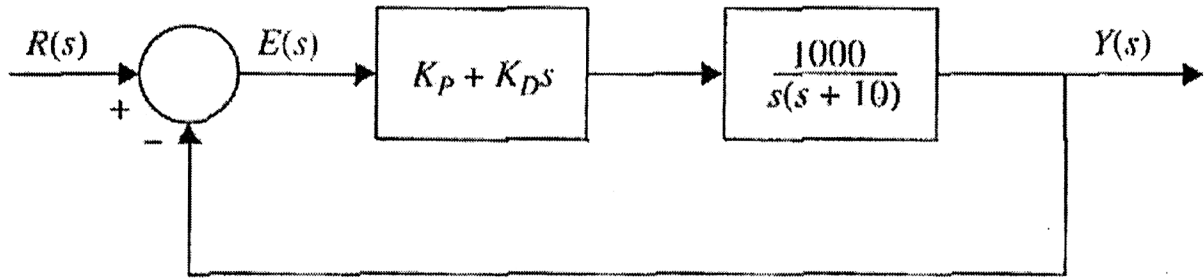 R(s)
+
−
E(s)
K_P + K_D s
1000
s(s + 10)
Y(s)